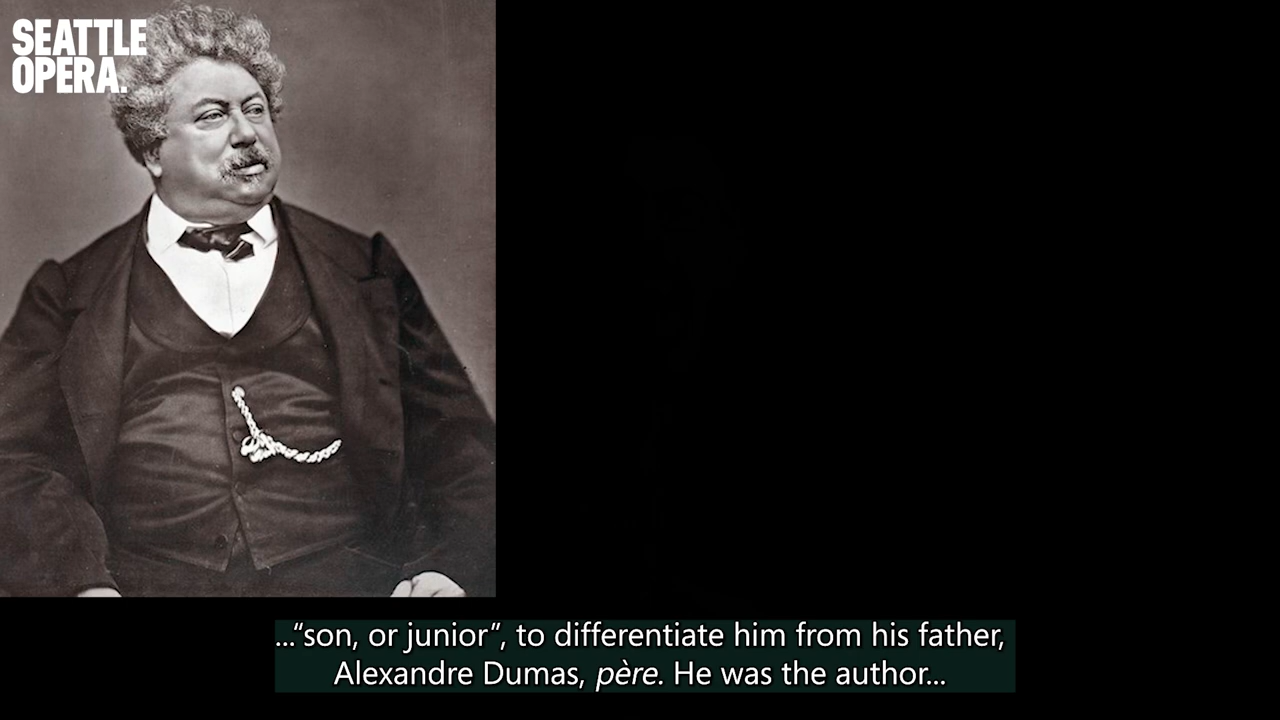 SEATTLE
OPERA.
...“son, or junior”, to differentiate him from his father,
Alexandre Dumas, père. He was the author...